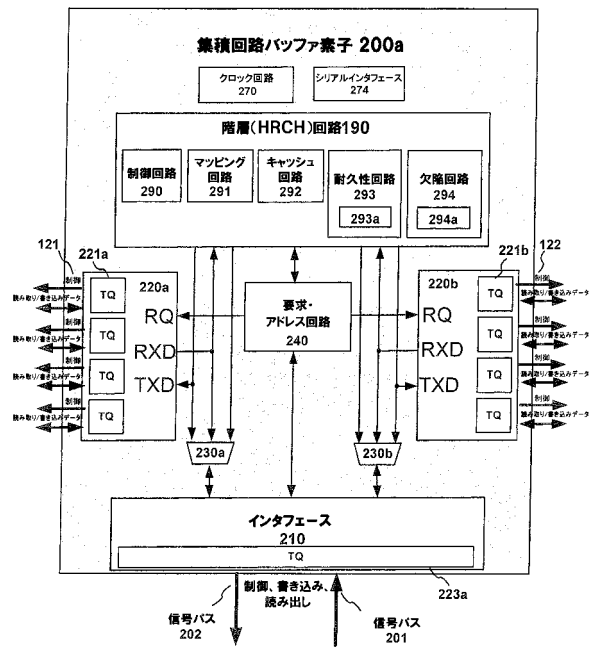 集積回路バッファ素子 200a
クロック回路
270
シリアルインタフェース
274
階層(HRCH)回路190
制御回路
290
マッピング
回路
291
キャッシュ
回路
292
耐久性回路
293
293a
欠陥回路
294
294a
121
221a
制御
読み取り/書き込みデータ
制御
読み取り/書き込みデータ
制御
読み取り/書き込みデータ
制御
読み取り/書き込みデータ
TQ
TQ
TQ
TQ
220a
RQ
RXD
TXD
要求・
アドレス回路
240
221b
122
220b
RQ
RXD
TXD
TQ
TQ
TQ
TQ
制御
読み取り/書き込みデータ
制御
読み取り/書き込みデータ
制御
読み取り/書き込みデータ
制御
読み取り/書き込みデータ
230a
230b
インタフェース
210
TQ
223a
制御、書き込み、
読み出し
信号バス
202
信号バス
201